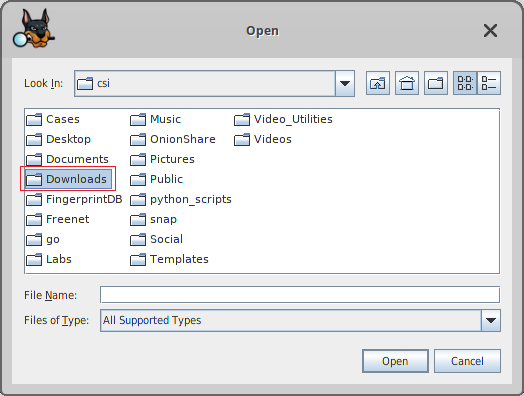 Open
Look In: csi
Cases Music Video_Utilities
Desktop OnionShare Videos
Documents Pictures
Downloads Public
FingerprintDB python_scripts
Freenet snap
go Social
Labs Templates
File Name:
Files of Type: All Supported Types
Open Cancel